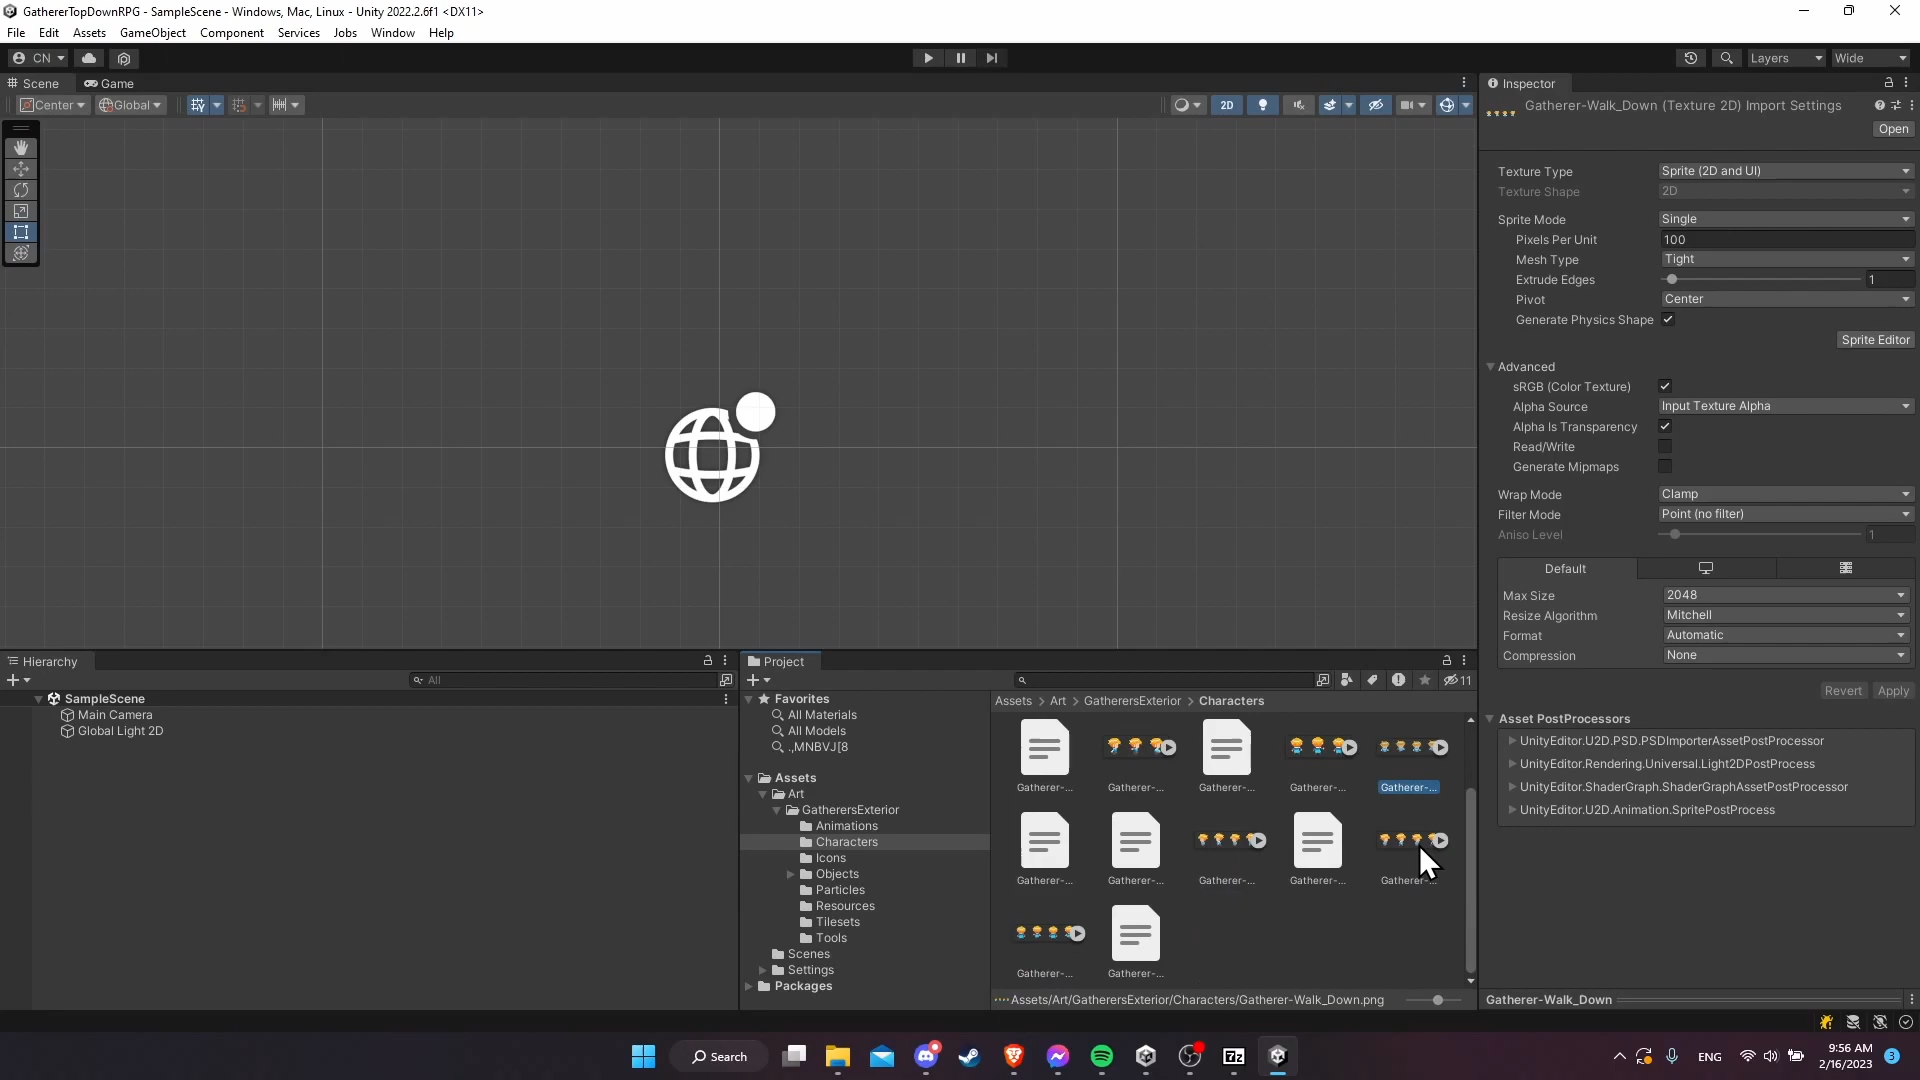 GathererTopDownRPG - SampleScene - Windows, Mac, Linux - Unity 2022.2.6f1 <DX11>
File Edit Assets GameObject Component Services Jobs Window Help
CN Layers Wide
Scene Game
Center Global 2D
Inspector
Gatherer-Walk_Down (Texture 2D) Import Settings
Open
Texture Type Sprite (2D and UI)
Texture Shape 2D
Sprite Mode Single
Pixels Per Unit 100
Mesh Type Tight
Extrude Edges 1
Pivot Center
Generate Physics Shape
Sprite Editor
Advanced
sRGB (Color Texture)
Alpha Source Input Texture Alpha
Alpha Is Transparency
Read/Write
Generate Mipmaps
Wrap Mode Clamp
Filter Mode Point (no filter)
Aniso Level 1
Default
Max Size 2048
Resize Algorithm Mitchell
Format Automatic
Compression None
Revert Apply
Asset PostProcessors
UnityEditor.U2D.PSD.PSDImporterAssetPostProcessor
UnityEditor.Rendering.Universal.Light2DPostProcess
UnityEditor.ShaderGraph.ShaderGraphAssetPostProcessor
UnityEditor.U2D.Animation.SpritePostProcess
Gatherer-Walk_Down
Hierarchy
All
SampleScene
Main Camera
Global Light 2D
Project
11
Favorites
All Materials
All Models
.,MNBVJ[8
Assets
Art
GatherersExterior
Animations
Characters
Icons
Objects
Particles
Resources
Tilesets
Tools
Scenes
Settings
Packages
Assets > Art > GatherersExterior > Characters
Gatherer-... Gatherer-... Gatherer-... Gatherer-... Gatherer-...
Gatherer-... Gatherer-... Gatherer-... Gatherer-... Gatherer-...
Gatherer-... Gatherer-...
Assets/Art/GatherersExterior/Characters/Gatherer-Walk_Down.png
Search
7z
ENG
9:56 AM
2/16/2023
3